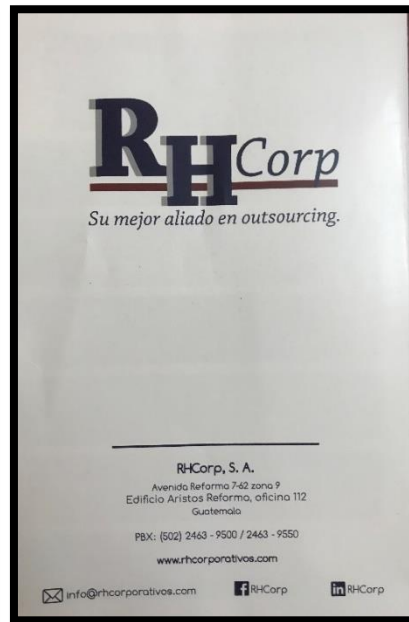 RHCorp
Su mejor aliado en outsourcing.
RHCorp, S. A.
Avenida Reforma 7-62 zona 9
Edificio Aristos Reforma, oficina 112
Guatemala
PBX: (502) 2463 - 9500 / 2463 - 9550
www.rhcorporativos.com
info@rhcorporativos.com f RHCorp in RHCorp